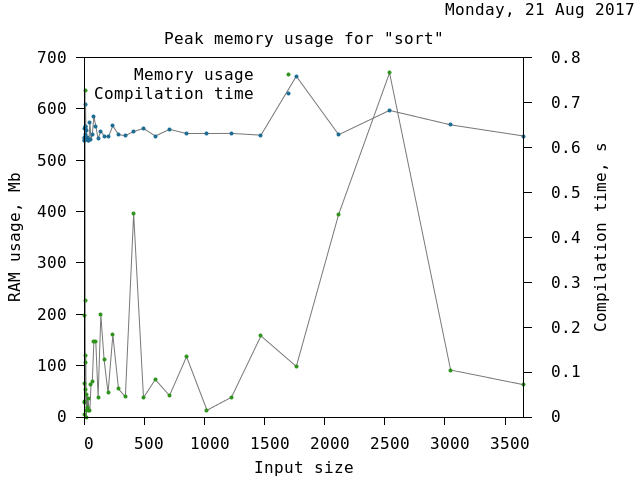 Monday, 21 Aug 2017
Peak memory usage for "sort"
Memory usage
Compilation time
RAM usage, Mb
700
600
500
400
300
200
100
0
Compilation time, s
0.8
0.7
0.6
0.5
0.4
0.3
0.2
0.1
0
0 500 1000 1500 2000 2500 3000 3500
Input size